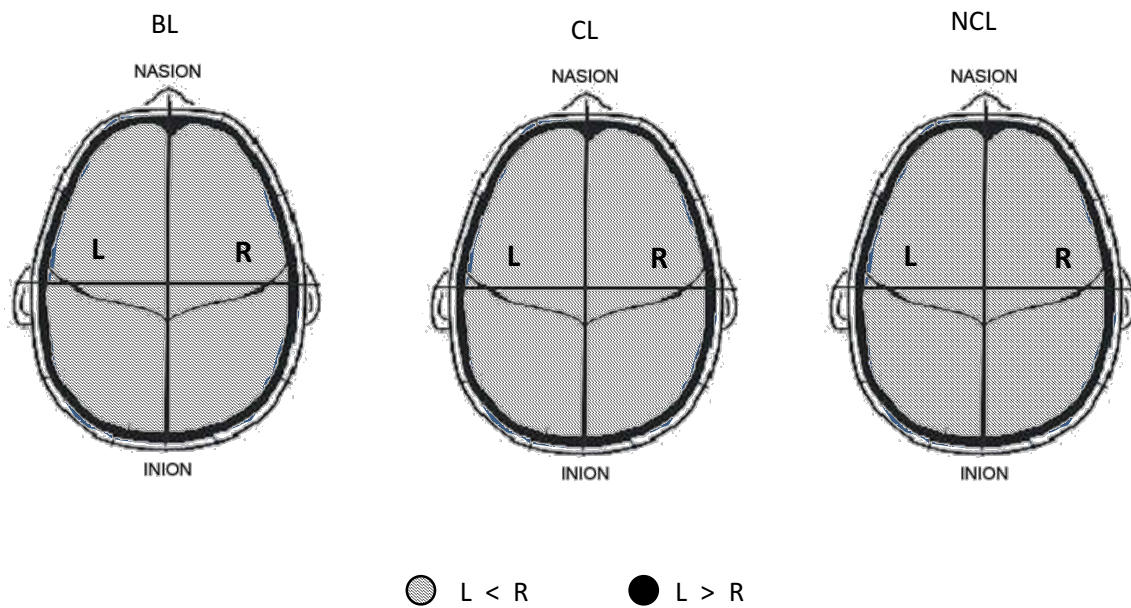 BL
CL
NCL
NASION
NASION
NASION
L R
L R
L R
INION
INION
INION
L < R
L > R